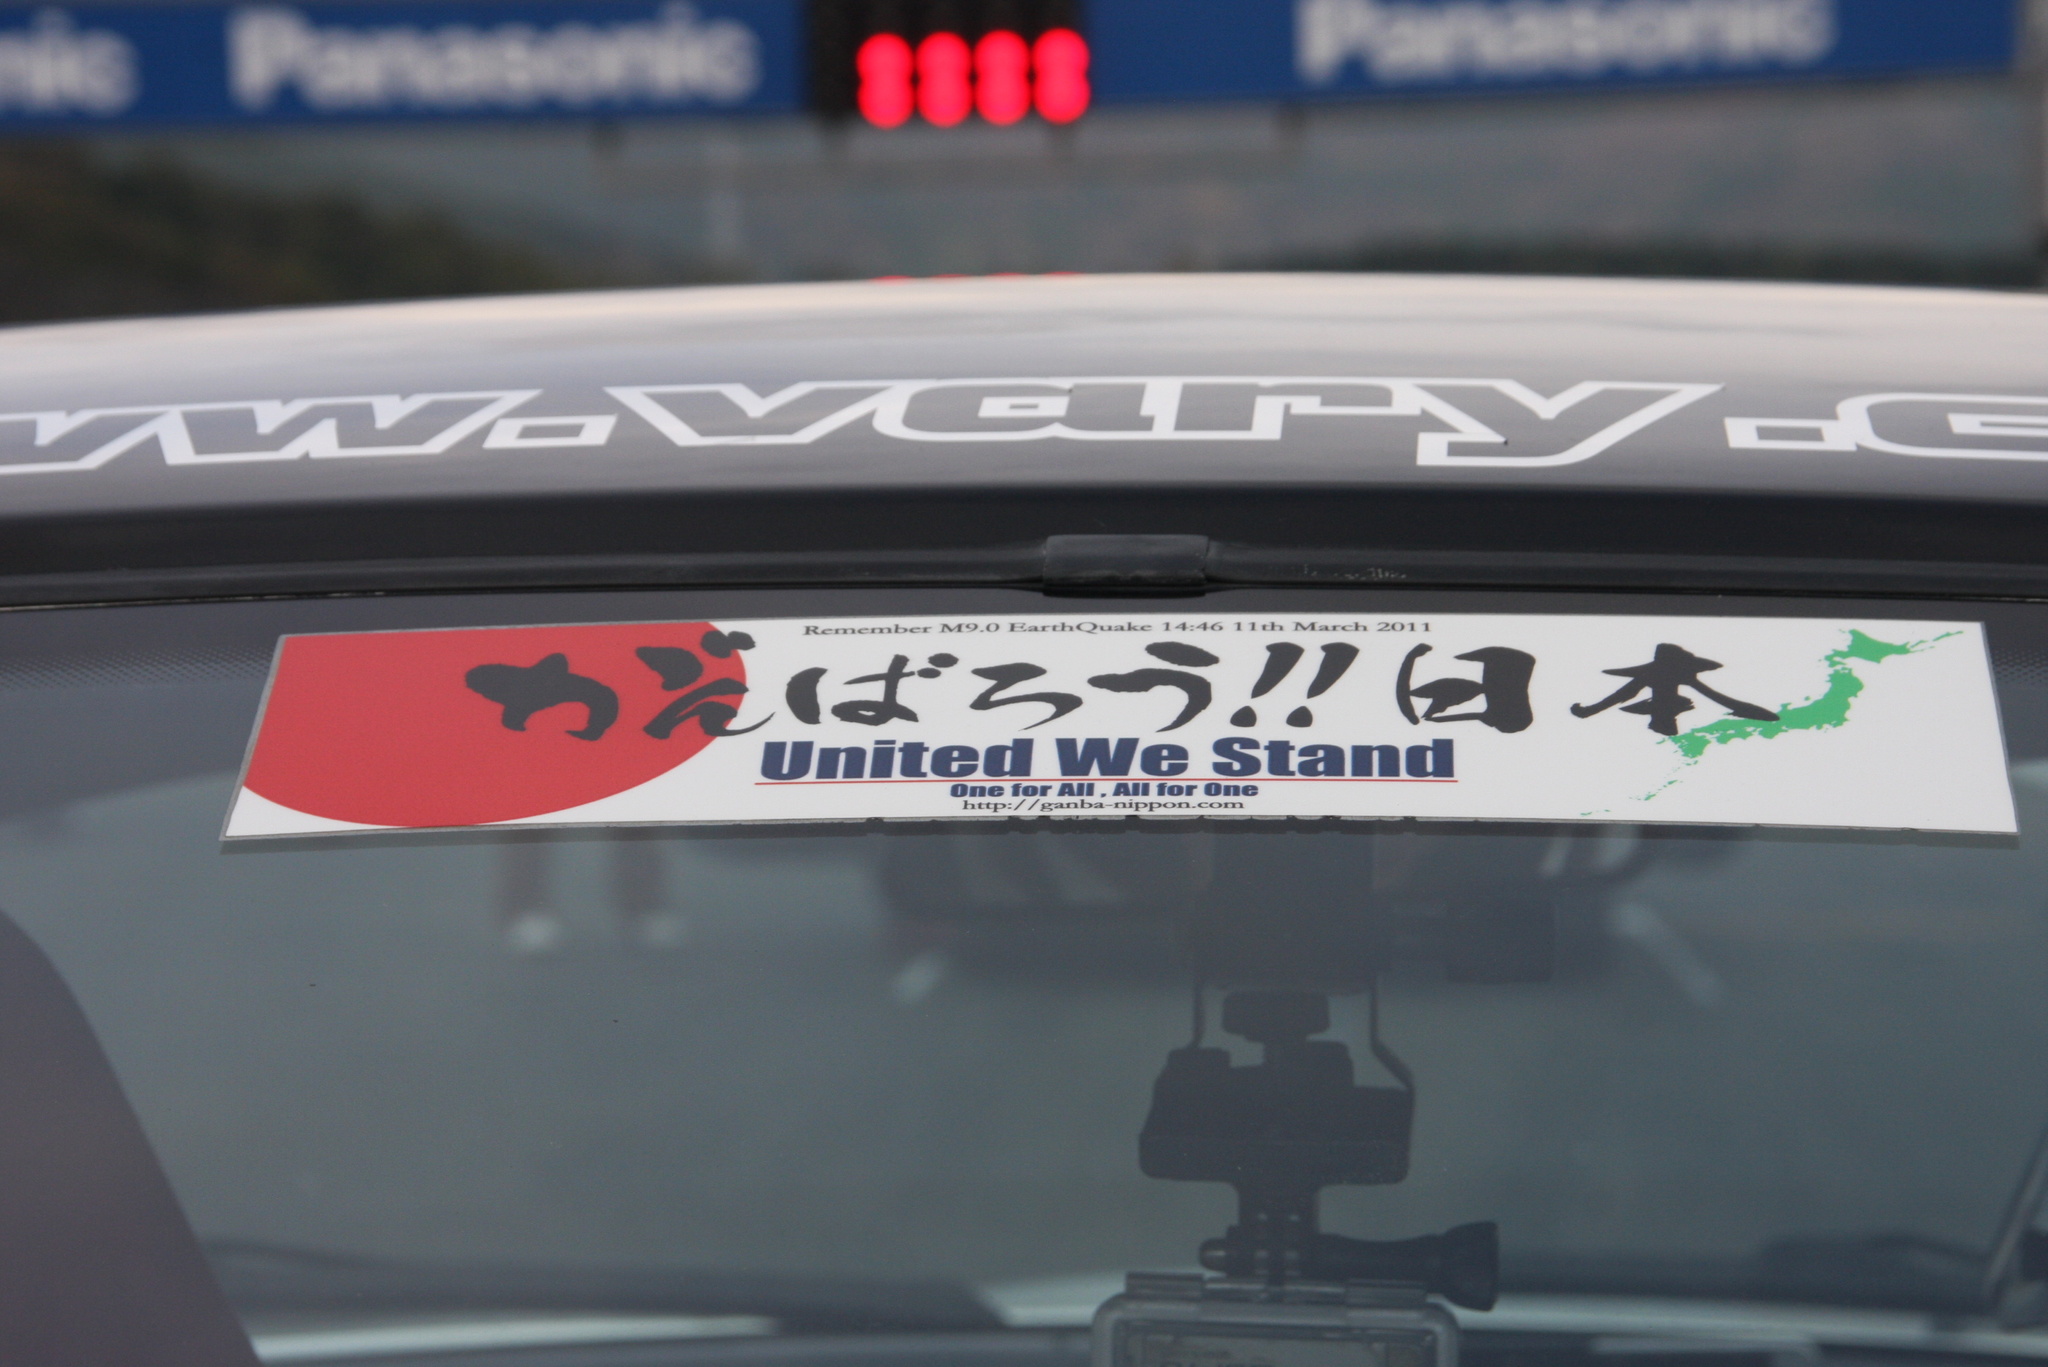 Panasonic
Panasonic
www.vary.
Remember M9.0 EarthQuake 14:46 11th March 2011
がんばろう!!日本
United We Stand
One for All , All for One
http://ganba-nippon.com